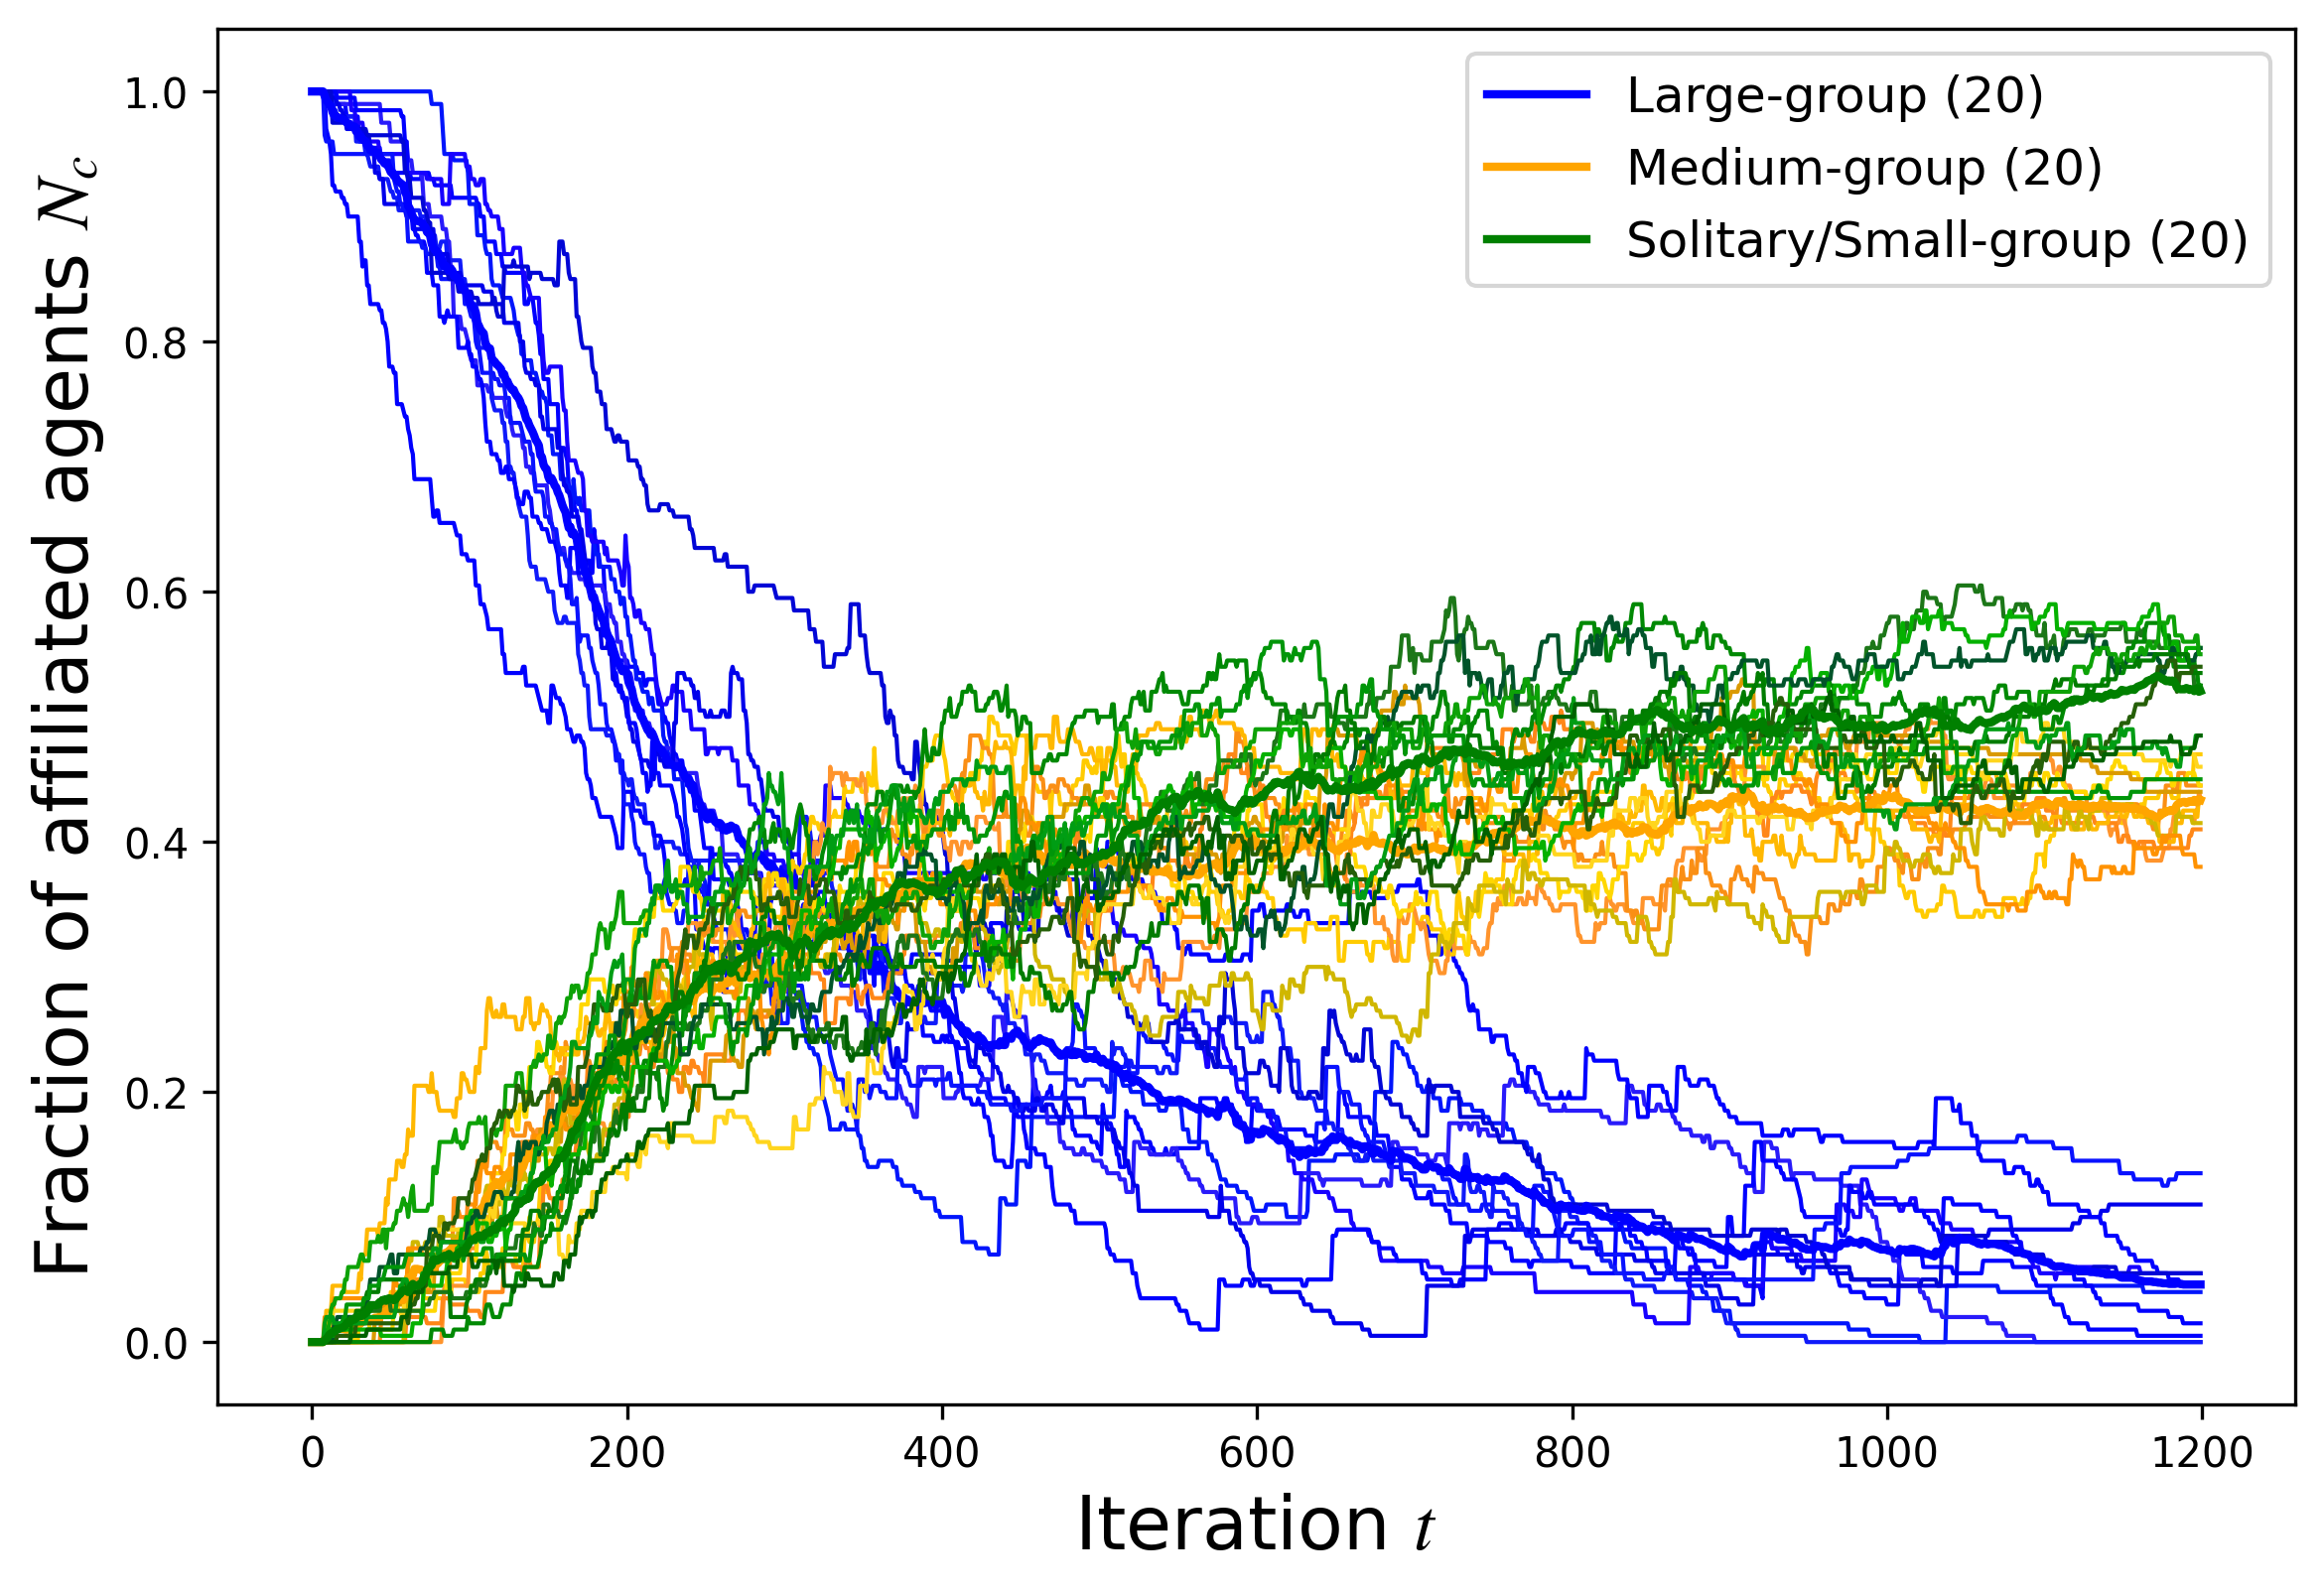 Large-group (20)
Medium-group (20)
Solitary/Small-group (20)
Fraction of affiliated agents N_c
1.0
0.8
0.6
0.4
0.2
0.0
0 200 400 600 800 1000 1200
Iteration t